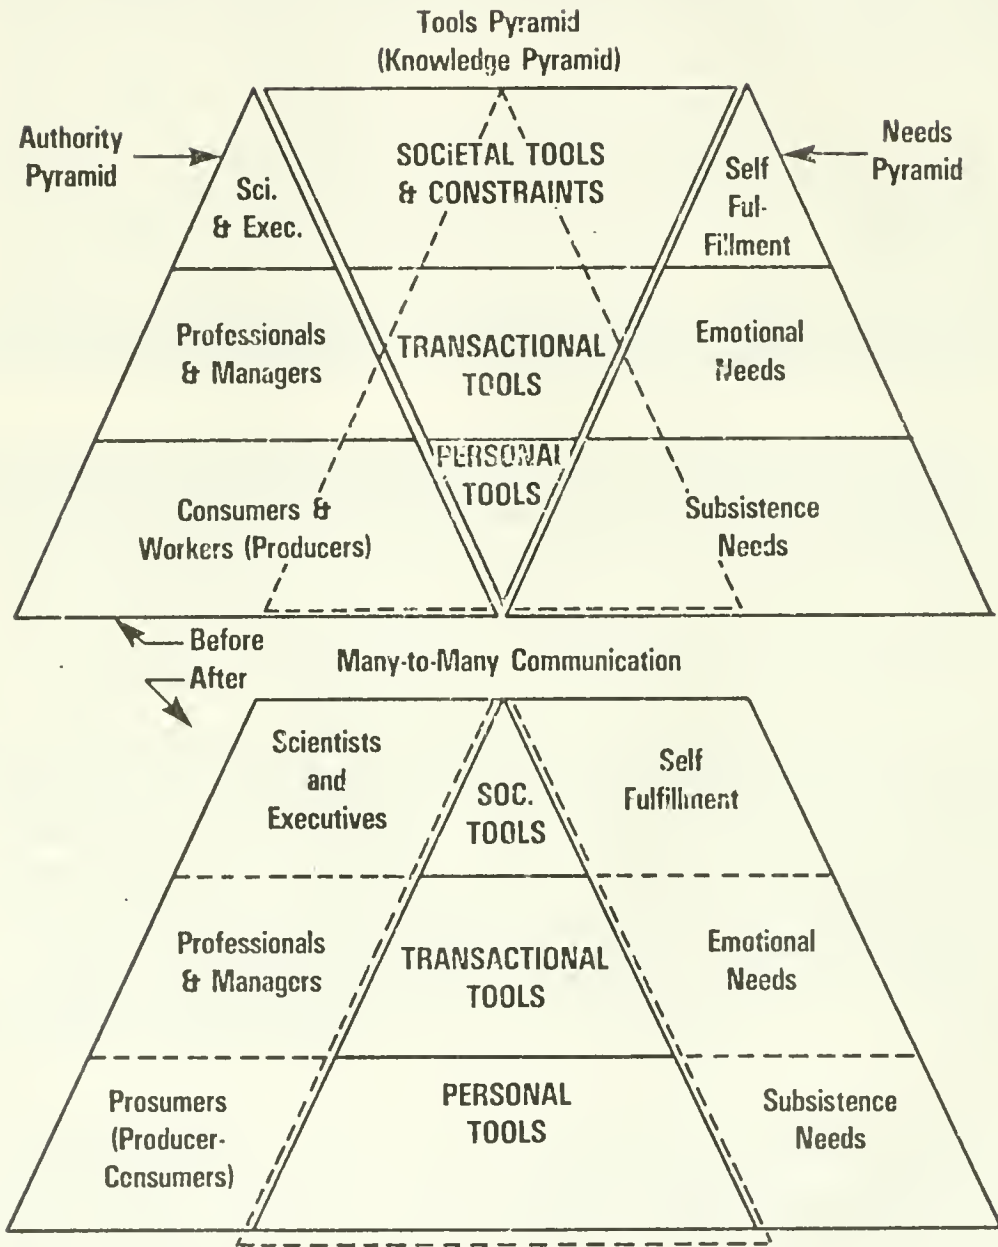 Tools Pyramid
(Knowledge Pyramid)
Authority
Pyramid
Needs
Pyramid
SOCIETAL TOOLS
& CONSTRAINTS
Sci.
& Exec.
Self
Ful-
Fillment
Professionals
& Managers
TRANSACTIONAL
TOOLS
Emotional
Needs
PERSONAL
TOOLS
Consumers &
Workers (Producers)
Subsistence
Needs
Before
After
Many-to-Many Communication
Scientists
and
Executives
SOC.
TOOLS
Self
Fulfillment
Professionals
& Managers
TRANSACTIONAL
TOOLS
Emotional
Needs
Prosumers
(Producer-
Consumers)
PERSONAL
TOOLS
Subsistence
Needs